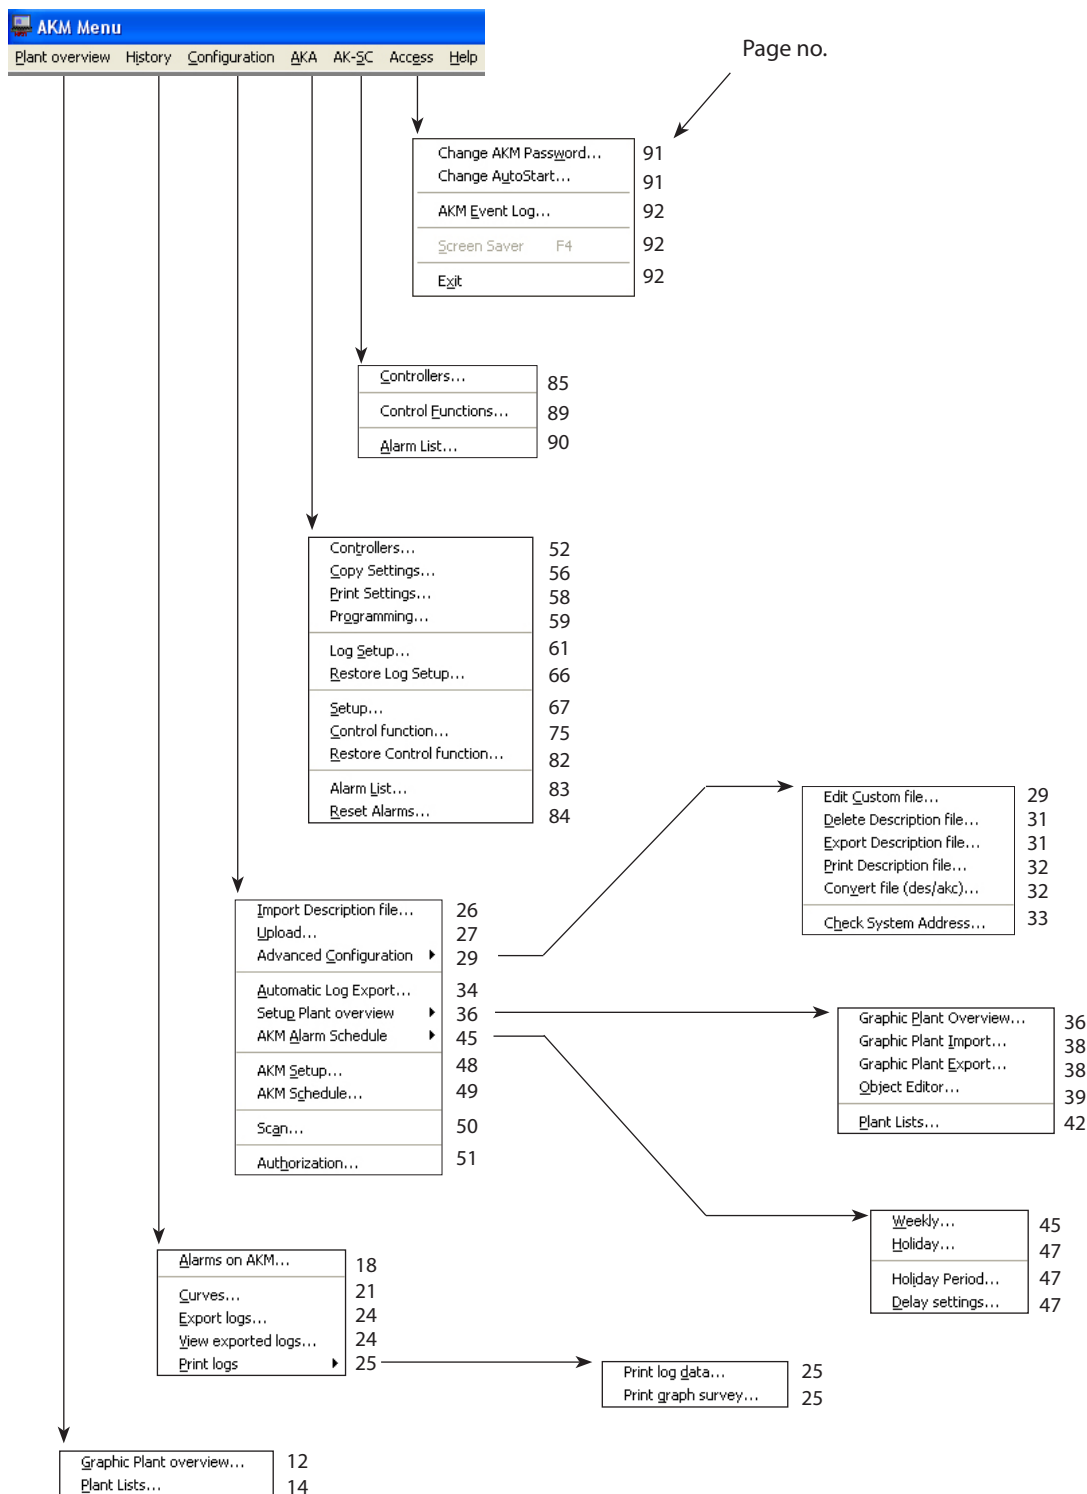 AKM Menu
Plant overview History Configuration AKA AK-SC Access Help
Page no.
Change AKM Password... 91
Change AutoStart... 91
AKM Event Log... 92
Screen Saver F4 92
Exit 92
Controllers... 85
Control Functions... 89
Alarm List... 90
Controllers... 52
Copy Settings... 56
Print Settings... 58
Programming... 59
Log Setup... 61
Restore Log Setup... 66
Setup... 67
Control function... 75
Restore Control function... 82
Alarm List... 83
Reset Alarms... 84
Edit Custom file... 29
Delete Description file... 31
Export Description file... 31
Print Description file... 32
Convert file (des/akc)... 32
Check System Address... 33
Import Description file... 26
Upload... 27
Advanced Configuration 29
Automatic Log Export... 34
Setup Plant overview 36
AKM Alarm Schedule 45
AKM Setup... 48
AKM Schedule... 49
Scan... 50
Authorization... 51
Graphic Plant Overview... 36
Graphic Plant Import... 38
Graphic Plant Export... 38
Object Editor... 39
Plant Lists... 42
Weekly... 45
Holiday... 47
Holiday Period... 47
Delay settings... 47
Alarms on AKM... 18
Curves... 21
Export logs... 24
View exported logs... 24
Print logs 25
Print log data... 25
Print graph survey... 25
Graphic Plant overview... 12
Plant Lists... 14